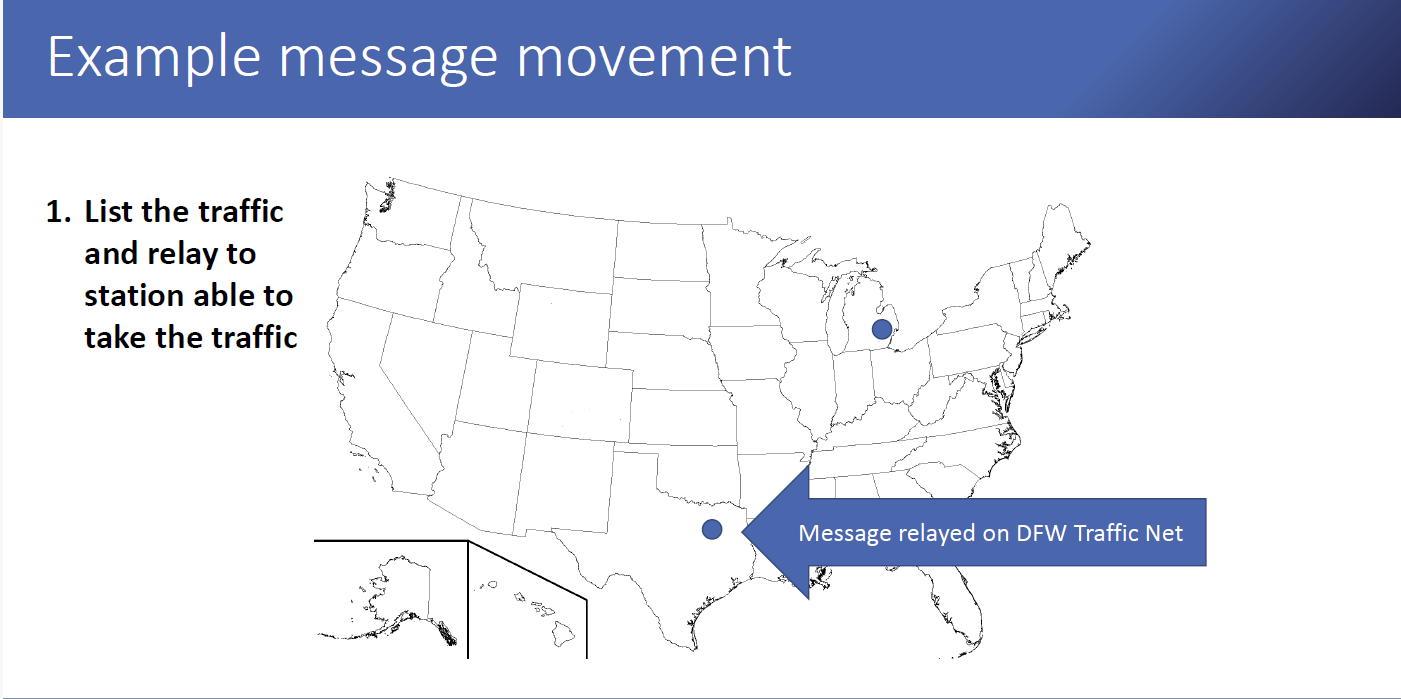 Example message movement
1. List the traffic
and relay to
station able to
take the traffic
Message relayed on DFW Traffic Net